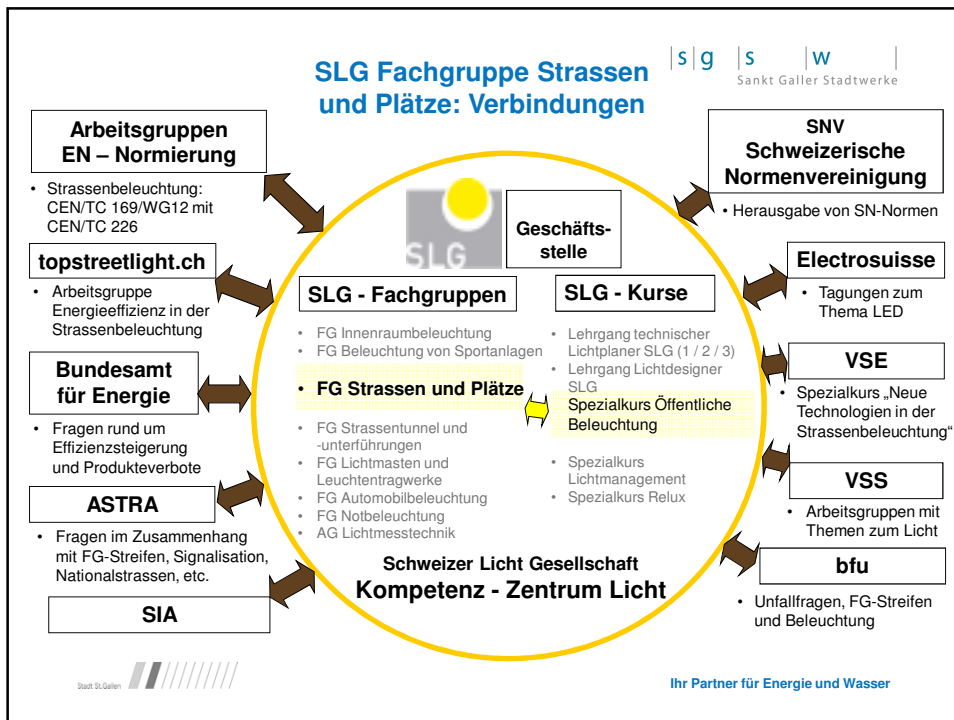 SLG Fachgruppe Strassen
und Plätze: Verbindungen
|s|g |s |w |
Sankt Galler Stadtwerke
Arbeitsgruppen
EN – Normierung
• Strassenbeleuchtung:
CEN/TC 169/WG12 mit
CEN/TC 226
topstreetlight.ch
• Arbeitsgruppe
Energieeffizienz in der
Strassenbeleuchtung
Bundesamt
für Energie
• Fragen rund um
Effizienzsteigerung
und Produkteverbote
ASTRA
• Fragen im Zusammenhang
mit FG-Streifen, Signalisation,
Nationalstrassen, etc.
SIA
SLG
Geschäfts-
stelle
SLG - Fachgruppen
• FG Innenraumbeleuchtung
• FG Beleuchtung von Sportanlagen
• FG Strassen und Plätze
• FG Strassentunnel und
-unterführungen
• FG Lichtmasten und
Leuchtentragwerke
• FG Automobilbeleuchtung
• FG Notbeleuchtung
• AG Lichtmesstechnik
SLG - Kurse
• Lehrgang technischer
Lichtplaner SLG (1 / 2 / 3)
• Lehrgang Lichtdesigner
SLG
Spezialkurs Öffentliche
Beleuchtung
• Spezialkurs
Lichtmanagement
• Spezialkurs Relux
Schweizer Licht Gesellschaft
Kompetenz - Zentrum Licht
SNV
Schweizerische
Normenvereinigung
• Herausgabe von SN-Normen
Electrosuisse
• Tagungen zum
Thema LED
VSE
• Spezialkurs „Neue
Technologien in der
Strassenbeleuchtung“
VSS
• Arbeitsgruppen mit
Themen zum Licht
bfu
• Unfallfragen, FG-Streifen
und Beleuchtung
Stadt St.Gallen
Ihr Partner für Energie und Wasser